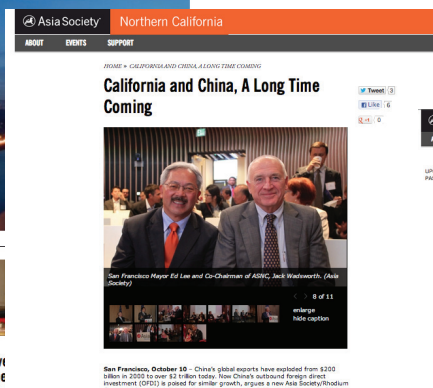 AsiaSociety Northern California
ABOUT EVENTS SUPPORT
HOME » CALIFORNIA AND CHINA, A LONG TIME COMING
California and China, A Long Time
Coming
Tweet 3
Like 6
+1 0
San Francisco Mayor Ed Lee and Co-Chairman of ASNC, Jack Wadsworth. (Asia
Society)
8 of 11
enlarge
hide caption
San Francisco, October 10 – China's global exports have exploded from $200
billion in 2000 to over $2 trillion today. Now China's outbound foreign direct
investment (OFDI) is poised for similar growth, argues a new Asia Society/Rhodium